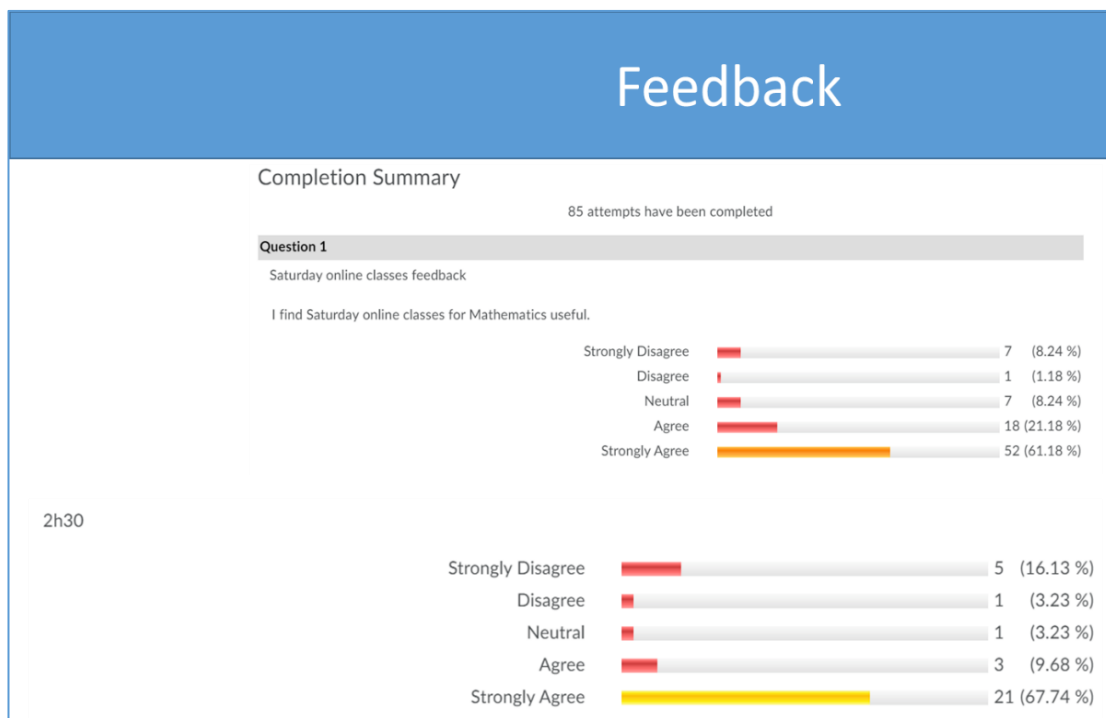 Feedback
Completion Summary
85 attempts have been completed
Question 1
Saturday online classes feedback
I find Saturday online classes for Mathematics useful.
Strongly Disagree 7 (8.24 %)
Disagree 1 (1.18 %)
Neutral 7 (8.24 %)
Agree 18 (21.18 %)
Strongly Agree 52 (61.18 %)
2h30
Strongly Disagree 5 (16.13 %)
Disagree 1 (3.23 %)
Neutral 1 (3.23 %)
Agree 3 (9.68 %)
Strongly Agree 21 (67.74 %)